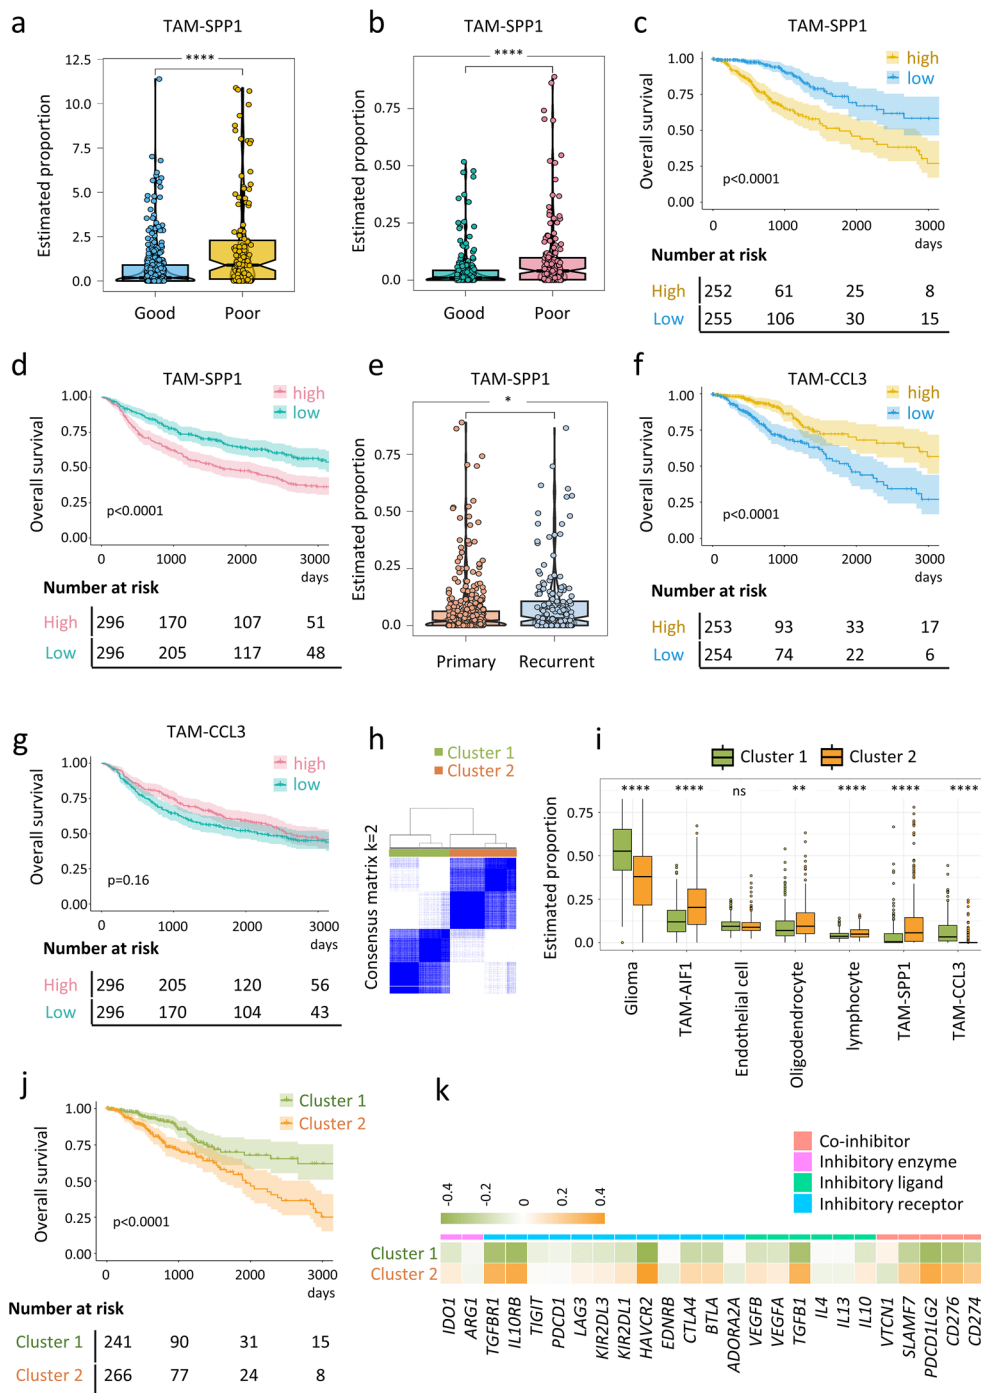 a
TAM-SPP1
Estimated proportion
12.5
10.0
7.5
5.0
2.5
0.0
****
Good
Poor
b
TAM-SPP1
Estimated proportion
0.75
0.50
0.25
0.0
****
Good
Poor
c
TAM-SPP1
high
low
Overall survival
1.00
0.75
0.50
0.25
0.00
p<0.0001
0
1000
2000
3000
days
Number at risk
High 252 61 25 8
Low 255 106 30 15
d
TAM-SPP1
high
low
Overall survival
1.00
0.75
0.50
0.25
0.00
p<0.0001
0
1000
2000
3000
days
Number at risk
High 296 170 107 51
Low 296 205 117 48
e
TAM-SPP1
Estimated proportion
0.75
0.50
0.25
0.0
*
Primary
Recurrent
f
TAM-CCL3
high
low
Overall survival
1.00
0.75
0.50
0.25
0.00
p<0.0001
0
1000
2000
3000
days
Number at risk
High 253 93 33 17
Low 254 74 22 6
g
TAM-CCL3
high
low
Overall survival
1.00
0.75
0.50
0.25
0.00
p=0.16
0
1000
2000
3000
days
Number at risk
High 296 205 120 56
Low 296 170 104 43
h
Cluster 1
Cluster 2
Consensus matrix k=2
i
Cluster 1
Cluster 2
Estimated proportion
0.75
0.50
0.25
0.0
**** **** ns ** **** **** ****
Glioma
TAM-AIF1
Endothelial cell
Oligodendrocyte
lymphocyte
TAM-SPP1
TAM-CCL3
j
Cluster 1
Cluster 2
Overall survival
1.00
0.75
0.50
0.25
0.00
p<0.0001
0
1000
2000
3000
days
Number at risk
Cluster 1 241 90 31 15
Cluster 2 266 77 24 8
k
Co-inhibitor
Inhibitory enzyme
Inhibitory ligand
Inhibitory receptor
-0.4
-0.2
0
0.2
0.4
Cluster 1
Cluster 2
IDO1
ARG1
TGFBR1
IL10RB
TIGIT
PDCD1
LAG3
KIR2DL3
KIR2DL1
HAVCR2
EDNRB
CTLA4
BTLA
ADORA2A
VEGFB
VEGFA
TGFB1
IL4
IL13
IL10
VTCN1
SLAMF7
PDCD1LG2
CD276
CD274